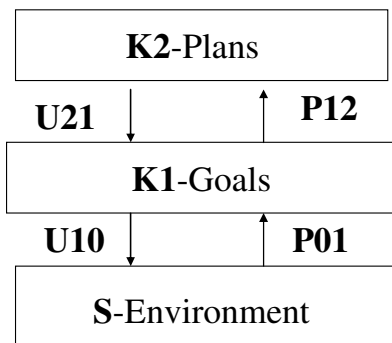 K2-Plans
U21 P12
K1-Goals
U10 P01
S-Environment